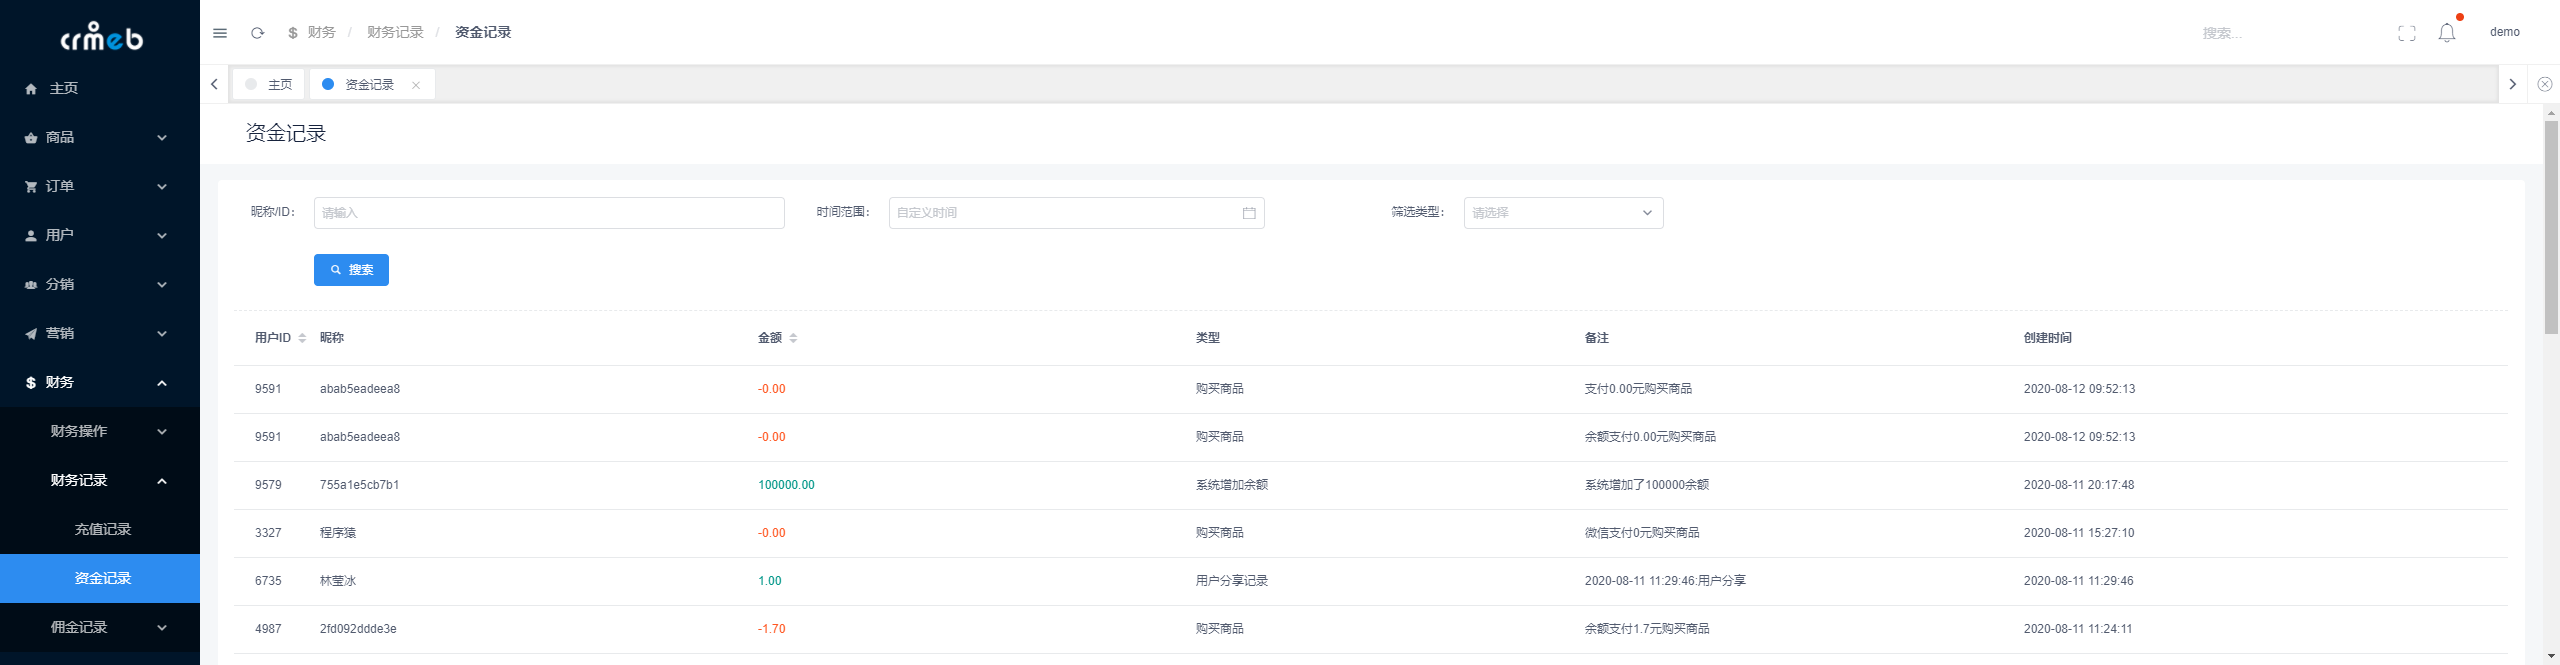 crmeb
主页
商品
订单
用户
分销
营销
财务
财务操作
财务记录
充值记录
资金记录
佣金记录
财务 / 财务记录 / 资金记录
搜索...
demo
主页
资金记录
资金记录
昵称/ID: 请输入 时间范围: 自定义时间 筛选类型: 请选择
搜索
用户ID 昵称 金额 类型 备注 创建时间
9591 abab5eadeea8 -0.00 购买商品 支付0.00元购买商品 2020-08-12 09:52:13
9591 abab5eadeea8 -0.00 购买商品 余额支付0.00元购买商品 2020-08-12 09:52:13
9579 755a1e5cb7b1 100000.00 系统增加余额 系统增加了100000余额 2020-08-11 20:17:48
3327 程序猿 -0.00 购买商品 微信支付0元购买商品 2020-08-11 15:27:10
6735 林莹冰 1.00 用户分享记录 2020-08-11 11:29:46:用户分享 2020-08-11 11:29:46
4987 2fd092ddde3e -1.70 购买商品 余额支付1.7元购买商品 2020-08-11 11:24:11